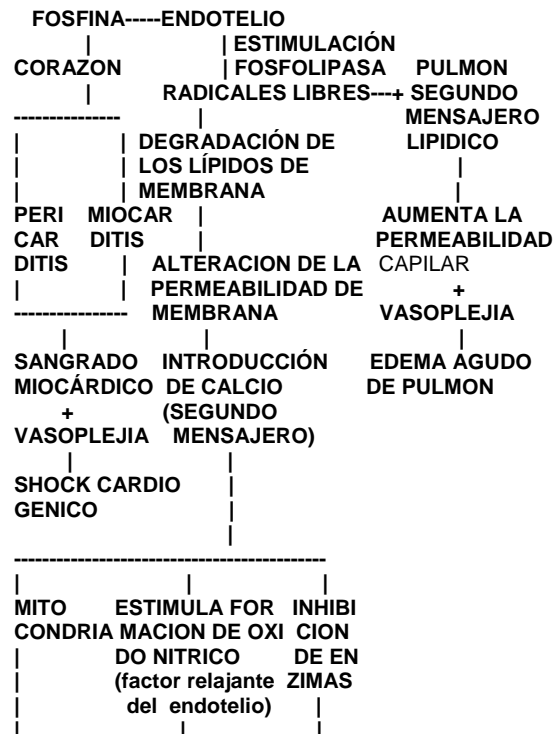 FOSFINA-----ENDOTELIO
| | ESTIMULACIÓN
CORAZON | FOSFOLIPASA PULMON
| RADICALES LIBRES---+ SEGUNDO
--------------- | MENSAJERO
| | DEGRADACIÓN DE LIPIDICO
| | LOS LÍPIDOS DE |
| | MEMBRANA |
PERI MIOCAR | AUMENTA LA
CAR DITIS | PERMEABILIDAD
DITIS | ALTERACION DE LA CAPILAR
| | PERMEABILIDAD DE +
---------------- MEMBRANA VASOPLEJIA
| | |
SANGRADO INTRODUCCIÓN EDEMA AGUDO
MIOCÁRDICO DE CALCIO DE PULMON
+ (SEGUNDO
VASOPLEJIA MENSAJERO)
| |
SHOCK CARDIO |
GENICO |
|
--------------------------------------------
| | |
MITO ESTIMULA FOR INHIBI
CONDRIA MACION DE OXI CION
| DO NITRICO DE EN
| (factor relajante ZIMAS
| del endotelio) |
| | |